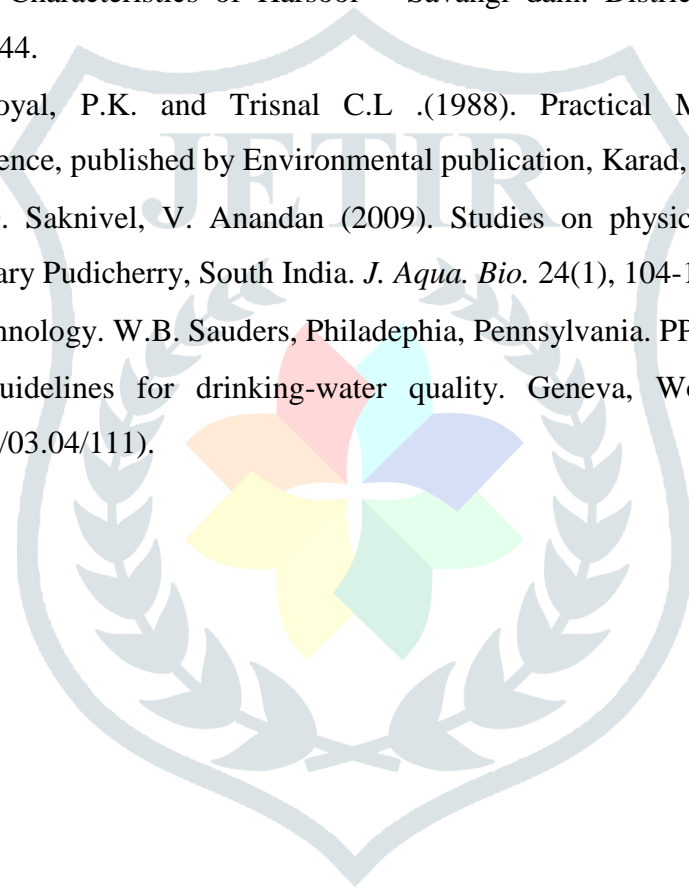 Characteristics of Harsool – Savangi dam. Distric
44.
oyal, P.K. and Trisnal C.L .(1988). Practical M
ence, published by Environmental publication, Karad,
. Saknivel, V. Anandan (2009). Studies on physic
ary Pudicherry, South India. J. Aqua. Bio. 24(1), 104-1
hnology. W.B. Sauders, Philadephia, Pennsylvania. PP
uidelines for drinking-water quality. Geneva, Wo
/03.04/111).
JETIR